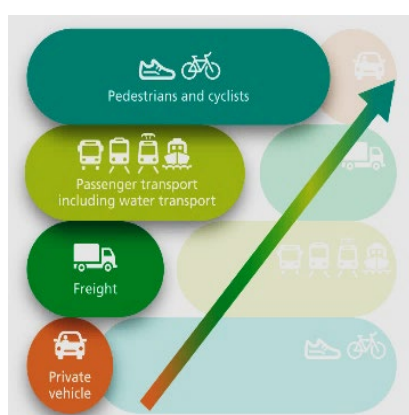 Pedestrians and cyclists
Passenger transport
including water transport
Freight
Private
vehicle